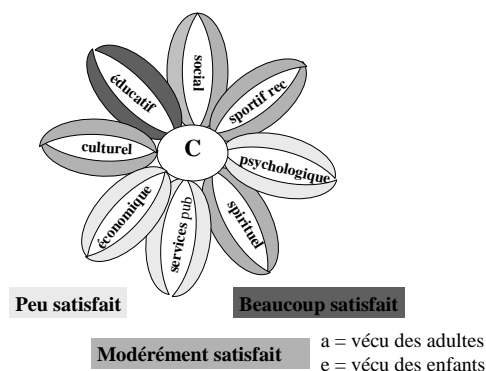 social
éducatif
sportif rec
culturel
C
psychologique
économique
services pub
spirituel
Peu satisfait
Beaucoup satisfait
Modérément satisfait
a = vécu des adultes
e = vécu des enfants